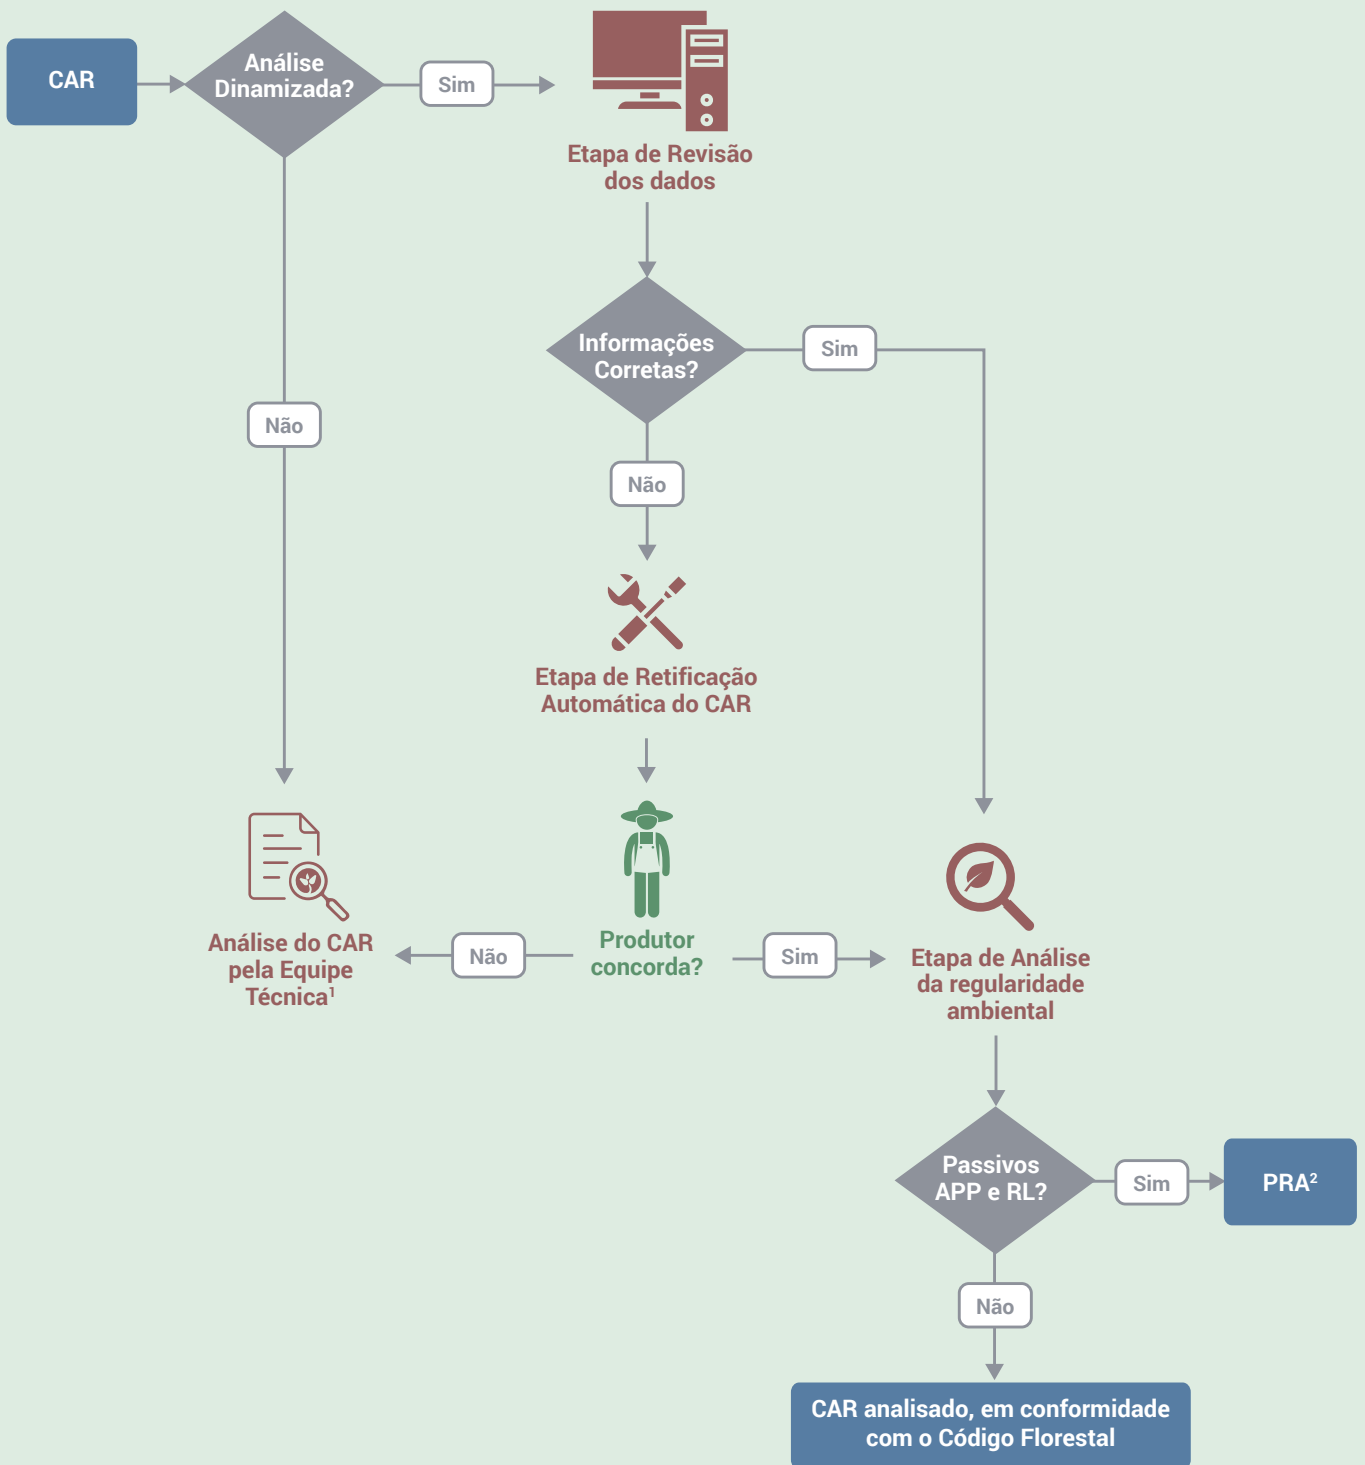 CAR
Análise
Dinamizada?
Sim
Etapa de Revisão
dos dados
Informações
Corretas?
Sim
Não
Não
Etapa de Retificação
Automática do CAR
Análise do CAR
pela Equipe
Técnica¹
Não
Produtor
concorda?
Sim
Etapa de Análise
da regularidade
ambiental
Passivos
APP e RL?
Sim
PRA²
Não
CAR analisado, em conformidade
com o Código Florestal